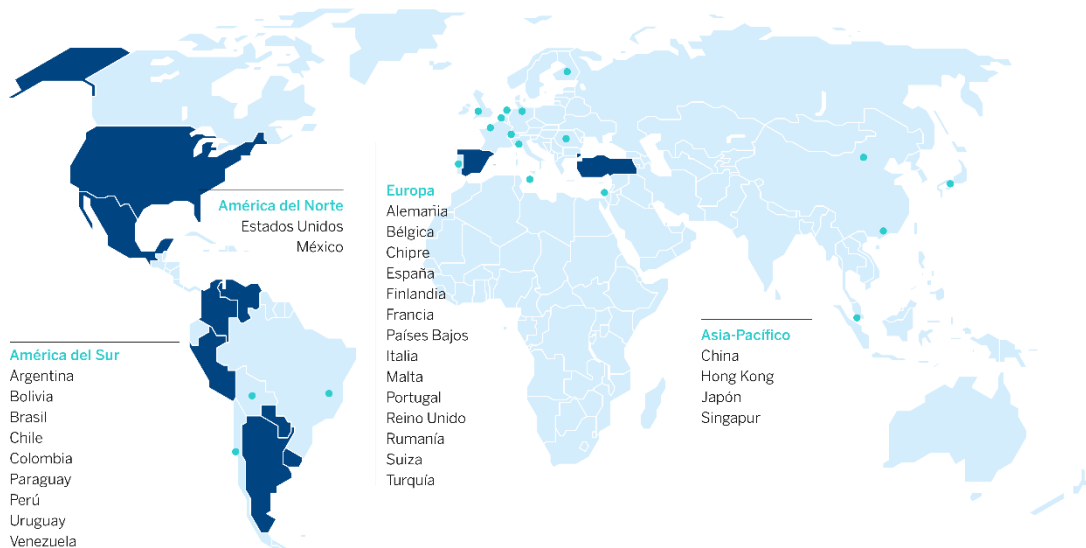 América del Norte
Estados Unidos
México
América del Sur
Argentina
Bolivia
Brasil
Chile
Colombia
Paraguay
Perú
Uruguay
Venezuela
Europa
Alemania
Bélgica
Chipre
España
Finlandia
Francia
Países Bajos
Italia
Malta
Portugal
Reino Unido
Rumanía
Suiza
Turquía
Asia-Pacífico
China
Hong Kong
Japón
Singapur